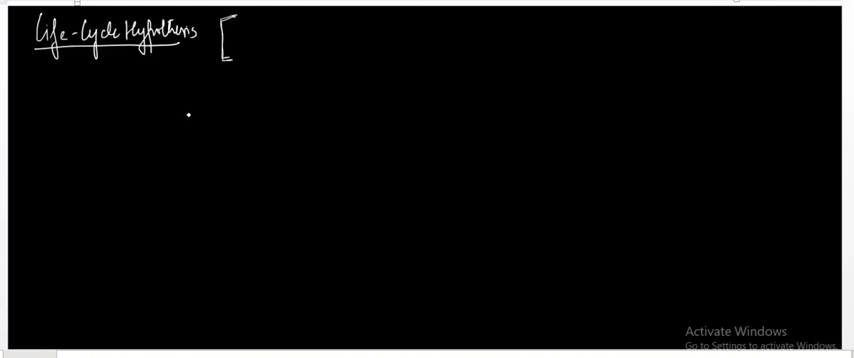 Life-Cycle Hypothesis [
Activate Windows
Go to Settings to activate Windows.